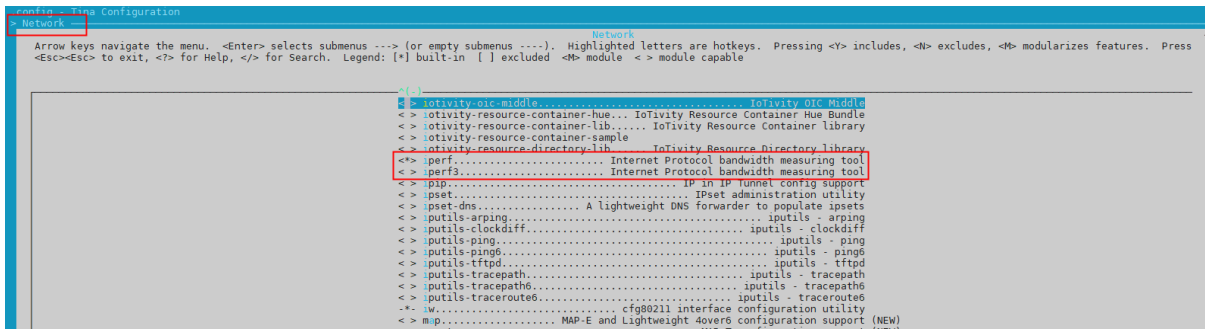 config - Tina Configuration
> Network
Network
Arrow keys navigate the menu. <Enter> selects submenus ---> (or empty submenus ----). Highlighted letters are hotkeys. Pressing <Y> includes, <N> excludes, <M> modularizes features. Press
<Esc><Esc> to exit, <?> for Help, </> for Search. Legend: [*] built-in [ ] excluded <M> module < > module capable
^(-)
< > iotivity-oic-middle.................................. IoTivity OIC Middle
< > iotivity-resource-container-hue... IoTivity Resource Container Hue Bundle
< > iotivity-resource-container-lib...... IoTivity Resource Container library
< > iotivity-resource-container-sample
< > iotivity-resource-directory-lib...... IoTivity Resource Directory library
<*> iperf......................... Internet Protocol bandwidth measuring tool
< > iperf3........................ Internet Protocol bandwidth measuring tool
< > ipip....................................... IP in IP Tunnel config support
< > ipset........................................ IPset administration utility
< > ipset-dns................. A lightweight DNS forwarder to populate ipsets
< > iputils-arping.......................................... iputils - arping
< > iputils-clockdiff..................................... iputils - clockdiff
< > iputils-ping............................................... iputils - ping
< > iputils-ping6............................................. iputils - ping6
< > iputils-tftpd............................................. iputils - tftpd
< > iputils-tracepath..................................... iputils - tracepath
< > iputils-tracepath6................................... iputils - tracepath6
< > iputils-traceroute6................................. iputils - traceroute6
-*- iw............................... cfg80211 interface configuration utility
< > map................... MAP-E and Lightweight 4over6 configuration support (NEW)